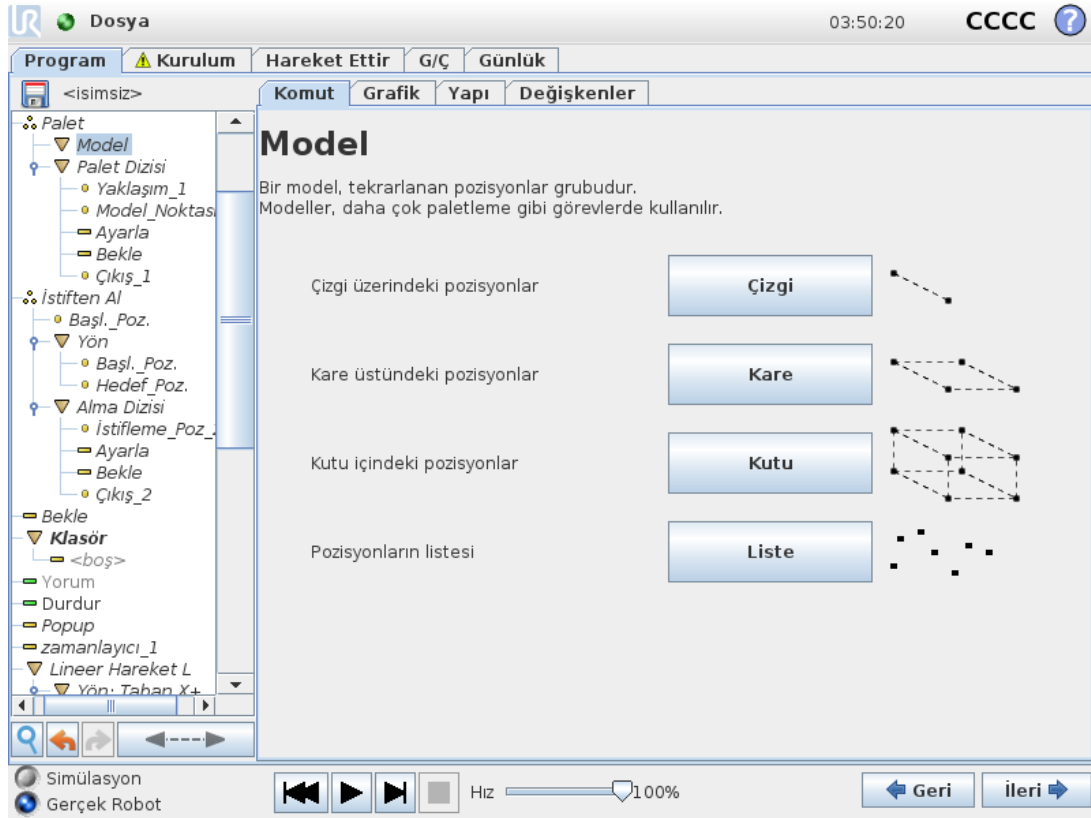 Dosya
03:50:20
CCCC
?
Program
Kurulum
Hareket Ettir
G/Ç
Günlük
<isimsiz>
Komut
Grafik
Yapı
Değişkenler
Palet
Model
Palet Dizisi
Yaklaşım_1
Model_Noktası
Ayarla
Bekle
Çıkış_1
İstiften Al
Başl._Poz.
Yön
Başl._Poz.
Hedef_Poz.
Alma Dizisi
İstifleme_Poz_
Ayarla
Bekle
Çıkış_2
Bekle
Klasör
<boş>
Yorum
Durdur
Popup
zamanlayıcı_1
Lineer Hareket L
Yön: Taban X+
Model
Bir model, tekrarlanan pozisyonlar grubudur.
Modeller, daha çok paletleme gibi görevlerde kullanılır.
Çizgi üzerindeki pozisyonlar
Çizgi
Kare üstündeki pozisyonlar
Kare
Kutu içindeki pozisyonlar
Kutu
Pozisyonların listesi
Liste
Simülasyon
Gerçek Robot
Hız
100%
Geri
İleri